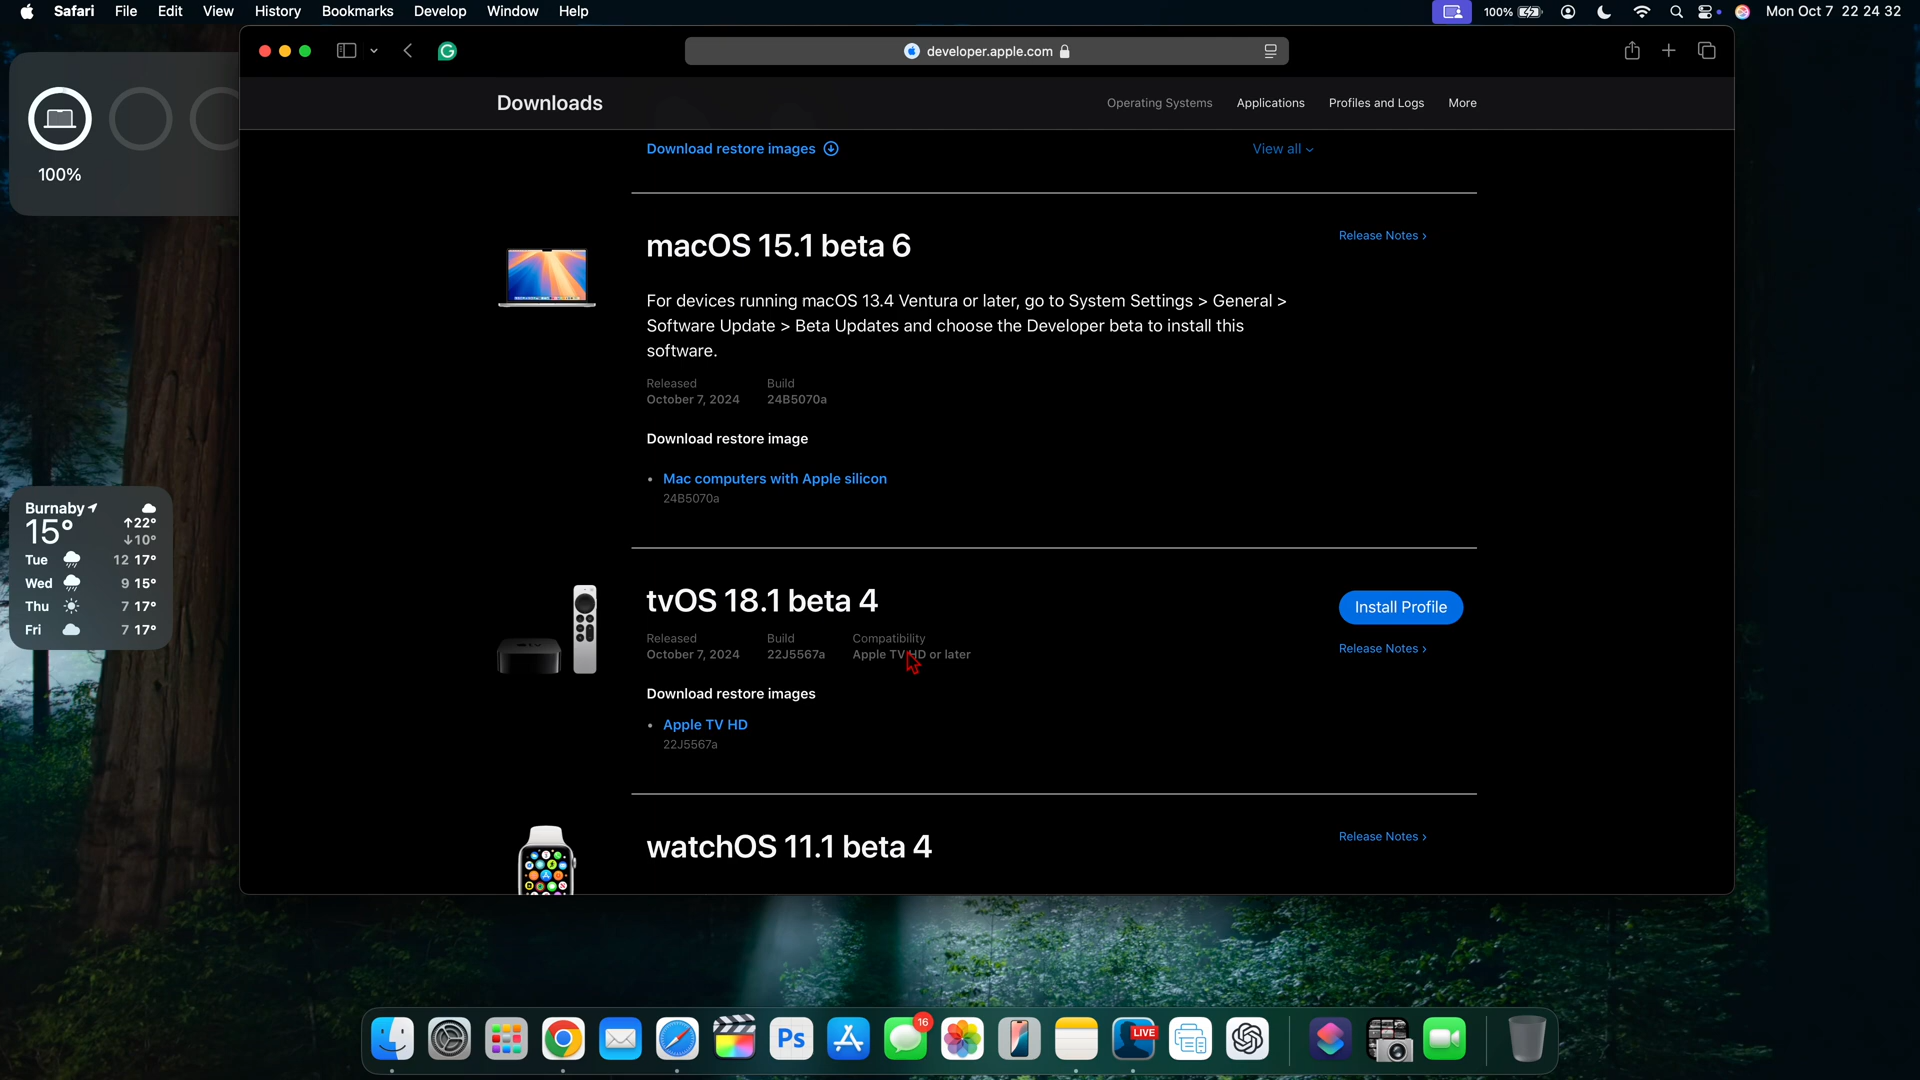 Safari File Edit View History Bookmarks Develop Window Help
100% Mon Oct 7 22 24 32
developer.apple.com
100%
Downloads
Operating Systems Applications Profiles and Logs More
Download restore images
View all
macOS 15.1 beta 6
Release Notes >
For devices running macOS 13.4 Ventura or later, go to System Settings > General >
Software Update > Beta Updates and choose the Developer beta to install this
software.
Released Build
October 7, 2024 24B5070a
Download restore image
• Mac computers with Apple silicon
24B5070a
Burnaby
15° ↑22°
↓10°
Tue 12 17°
Wed 9 15°
Thu 7 17°
Fri 7 17°
tvOS 18.1 beta 4
Install Profile
Released Build Compatibility
October 7, 2024 22J5567a Apple TV HD or later
Release Notes >
Download restore images
• Apple TV HD
22J5567a
watchOS 11.1 beta 4
Release Notes >
Ps
16
LIVE